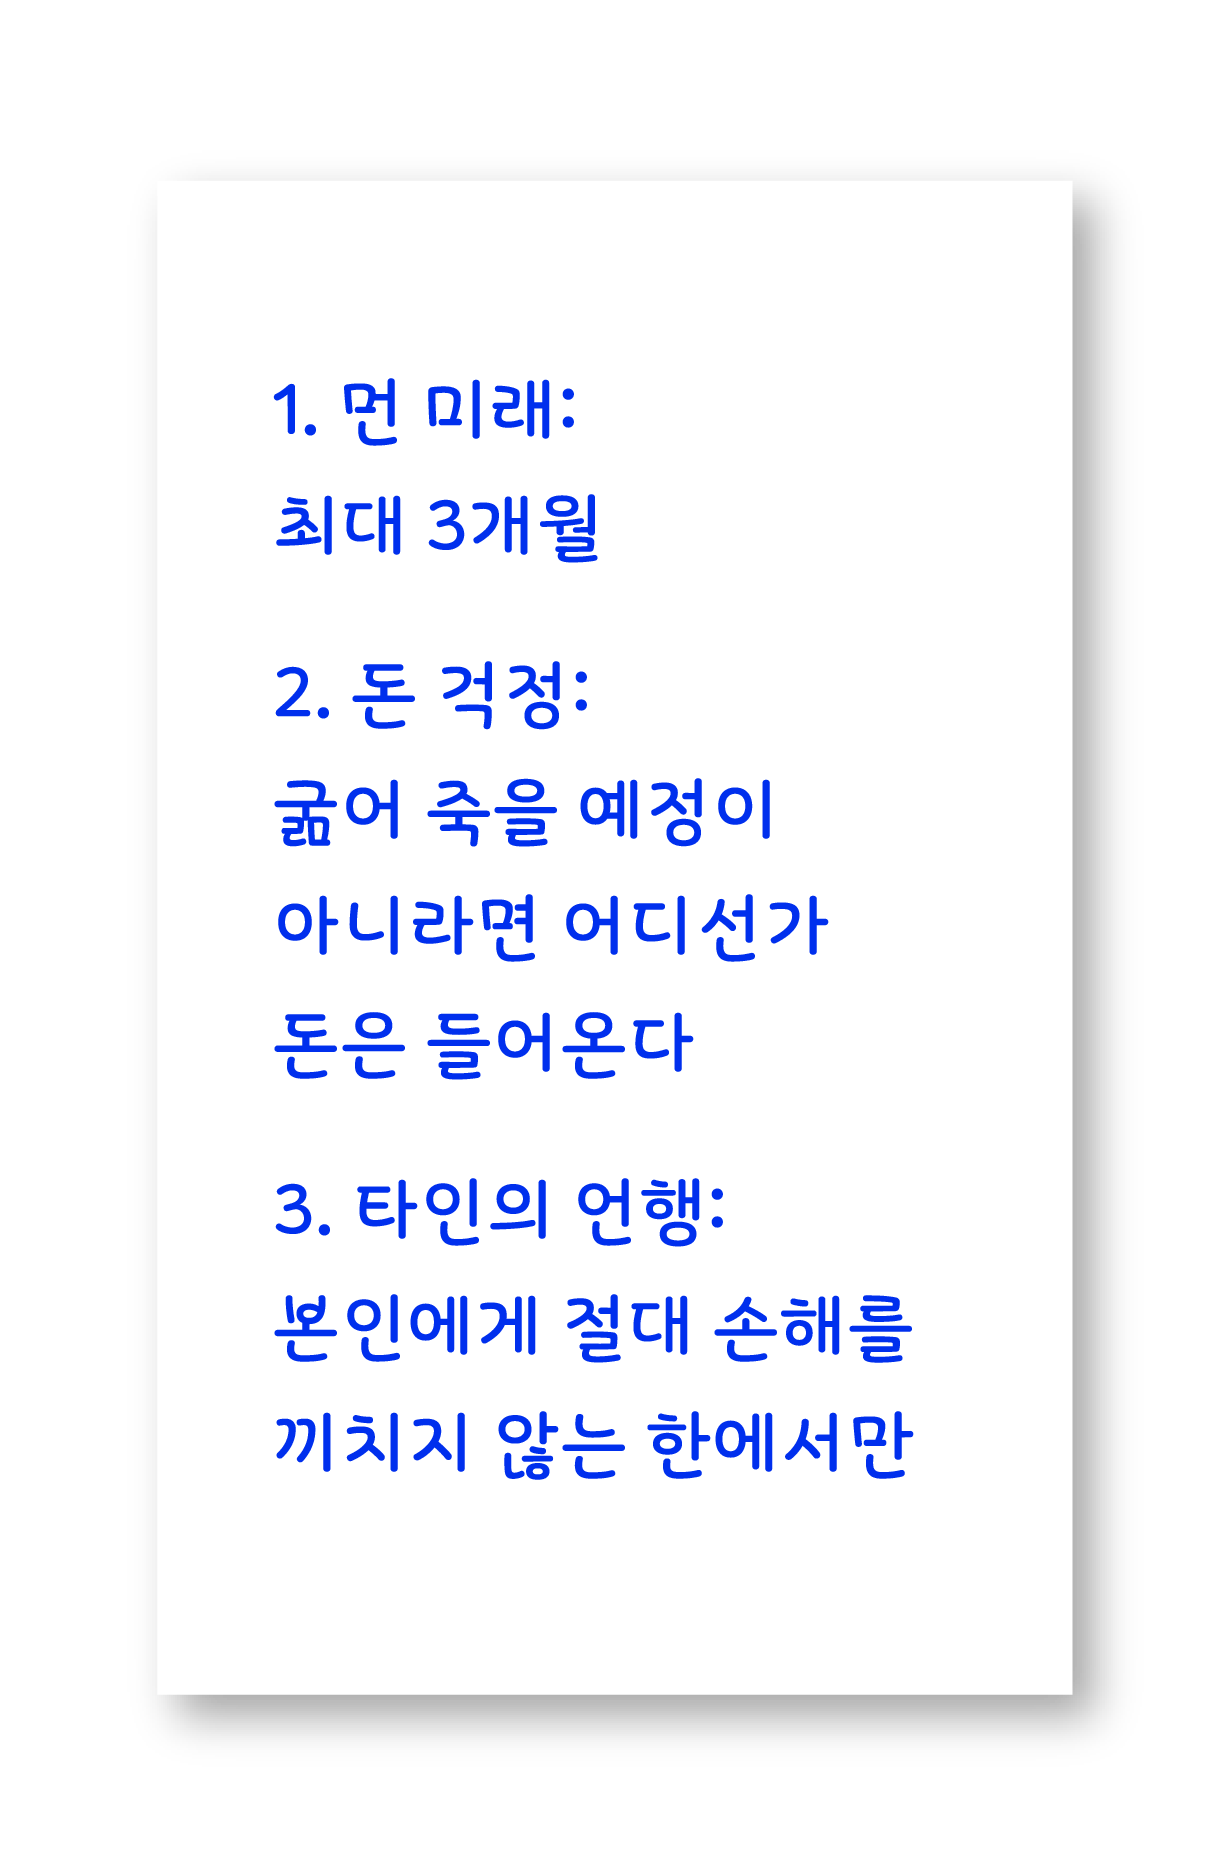 1. 먼 미래:
최대 3개월
2. 돈 걱정:
굶어 죽을 예정이
아니라면 어디선가
돈은 들어온다
3. 타인의 언행:
본인에게 절대 손해를
끼치지 않는 한에서만